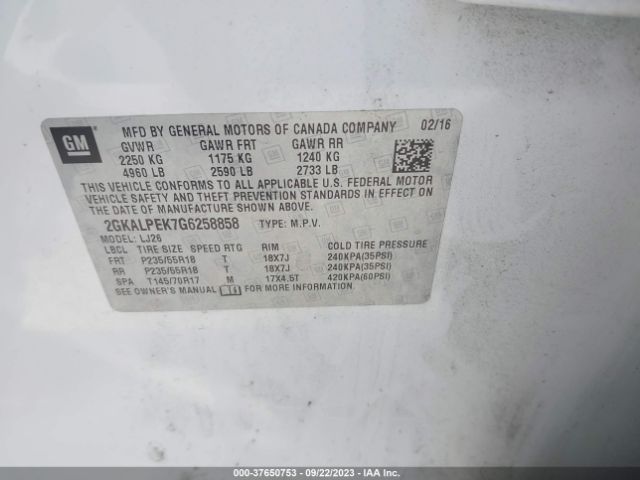 GM
MFD BY GENERAL MOTORS OF CANADA COMPANY 02/16
GVWR GAWR FRT GAWR RR
2250 KG 1175 KG 1240 KG
4960 LB 2590 LB 2733 LB
THIS VEHICLE CONFORMS TO ALL APPLICABLE U.S. FEDERAL MOTOR
VEHICLE SAFETY AND THEFT PREVENTION STANDARDS IN EFFECT ON
THE DATE OF MANUFACTURE SHOWN ABOVE.
2GKALPEK7G6258858 TYPE: M.P.V.
MODEL: LJ26
LBCL TIRE SIZE SPEED RTG RIM COLD TIRE PRESSURE
FRT P235/55R18 T 18X7J 240KPA(35PSI)
RR P235/55R18 T 18X7J 240KPA(35PSI)
SPA T145/70R17 M 17X4.5T 420KPA(60PSI)
SEE OWNER'S MANUAL FOR MORE INFORMATION.
000-37650753 - 09/22/2023 - IAA Inc.